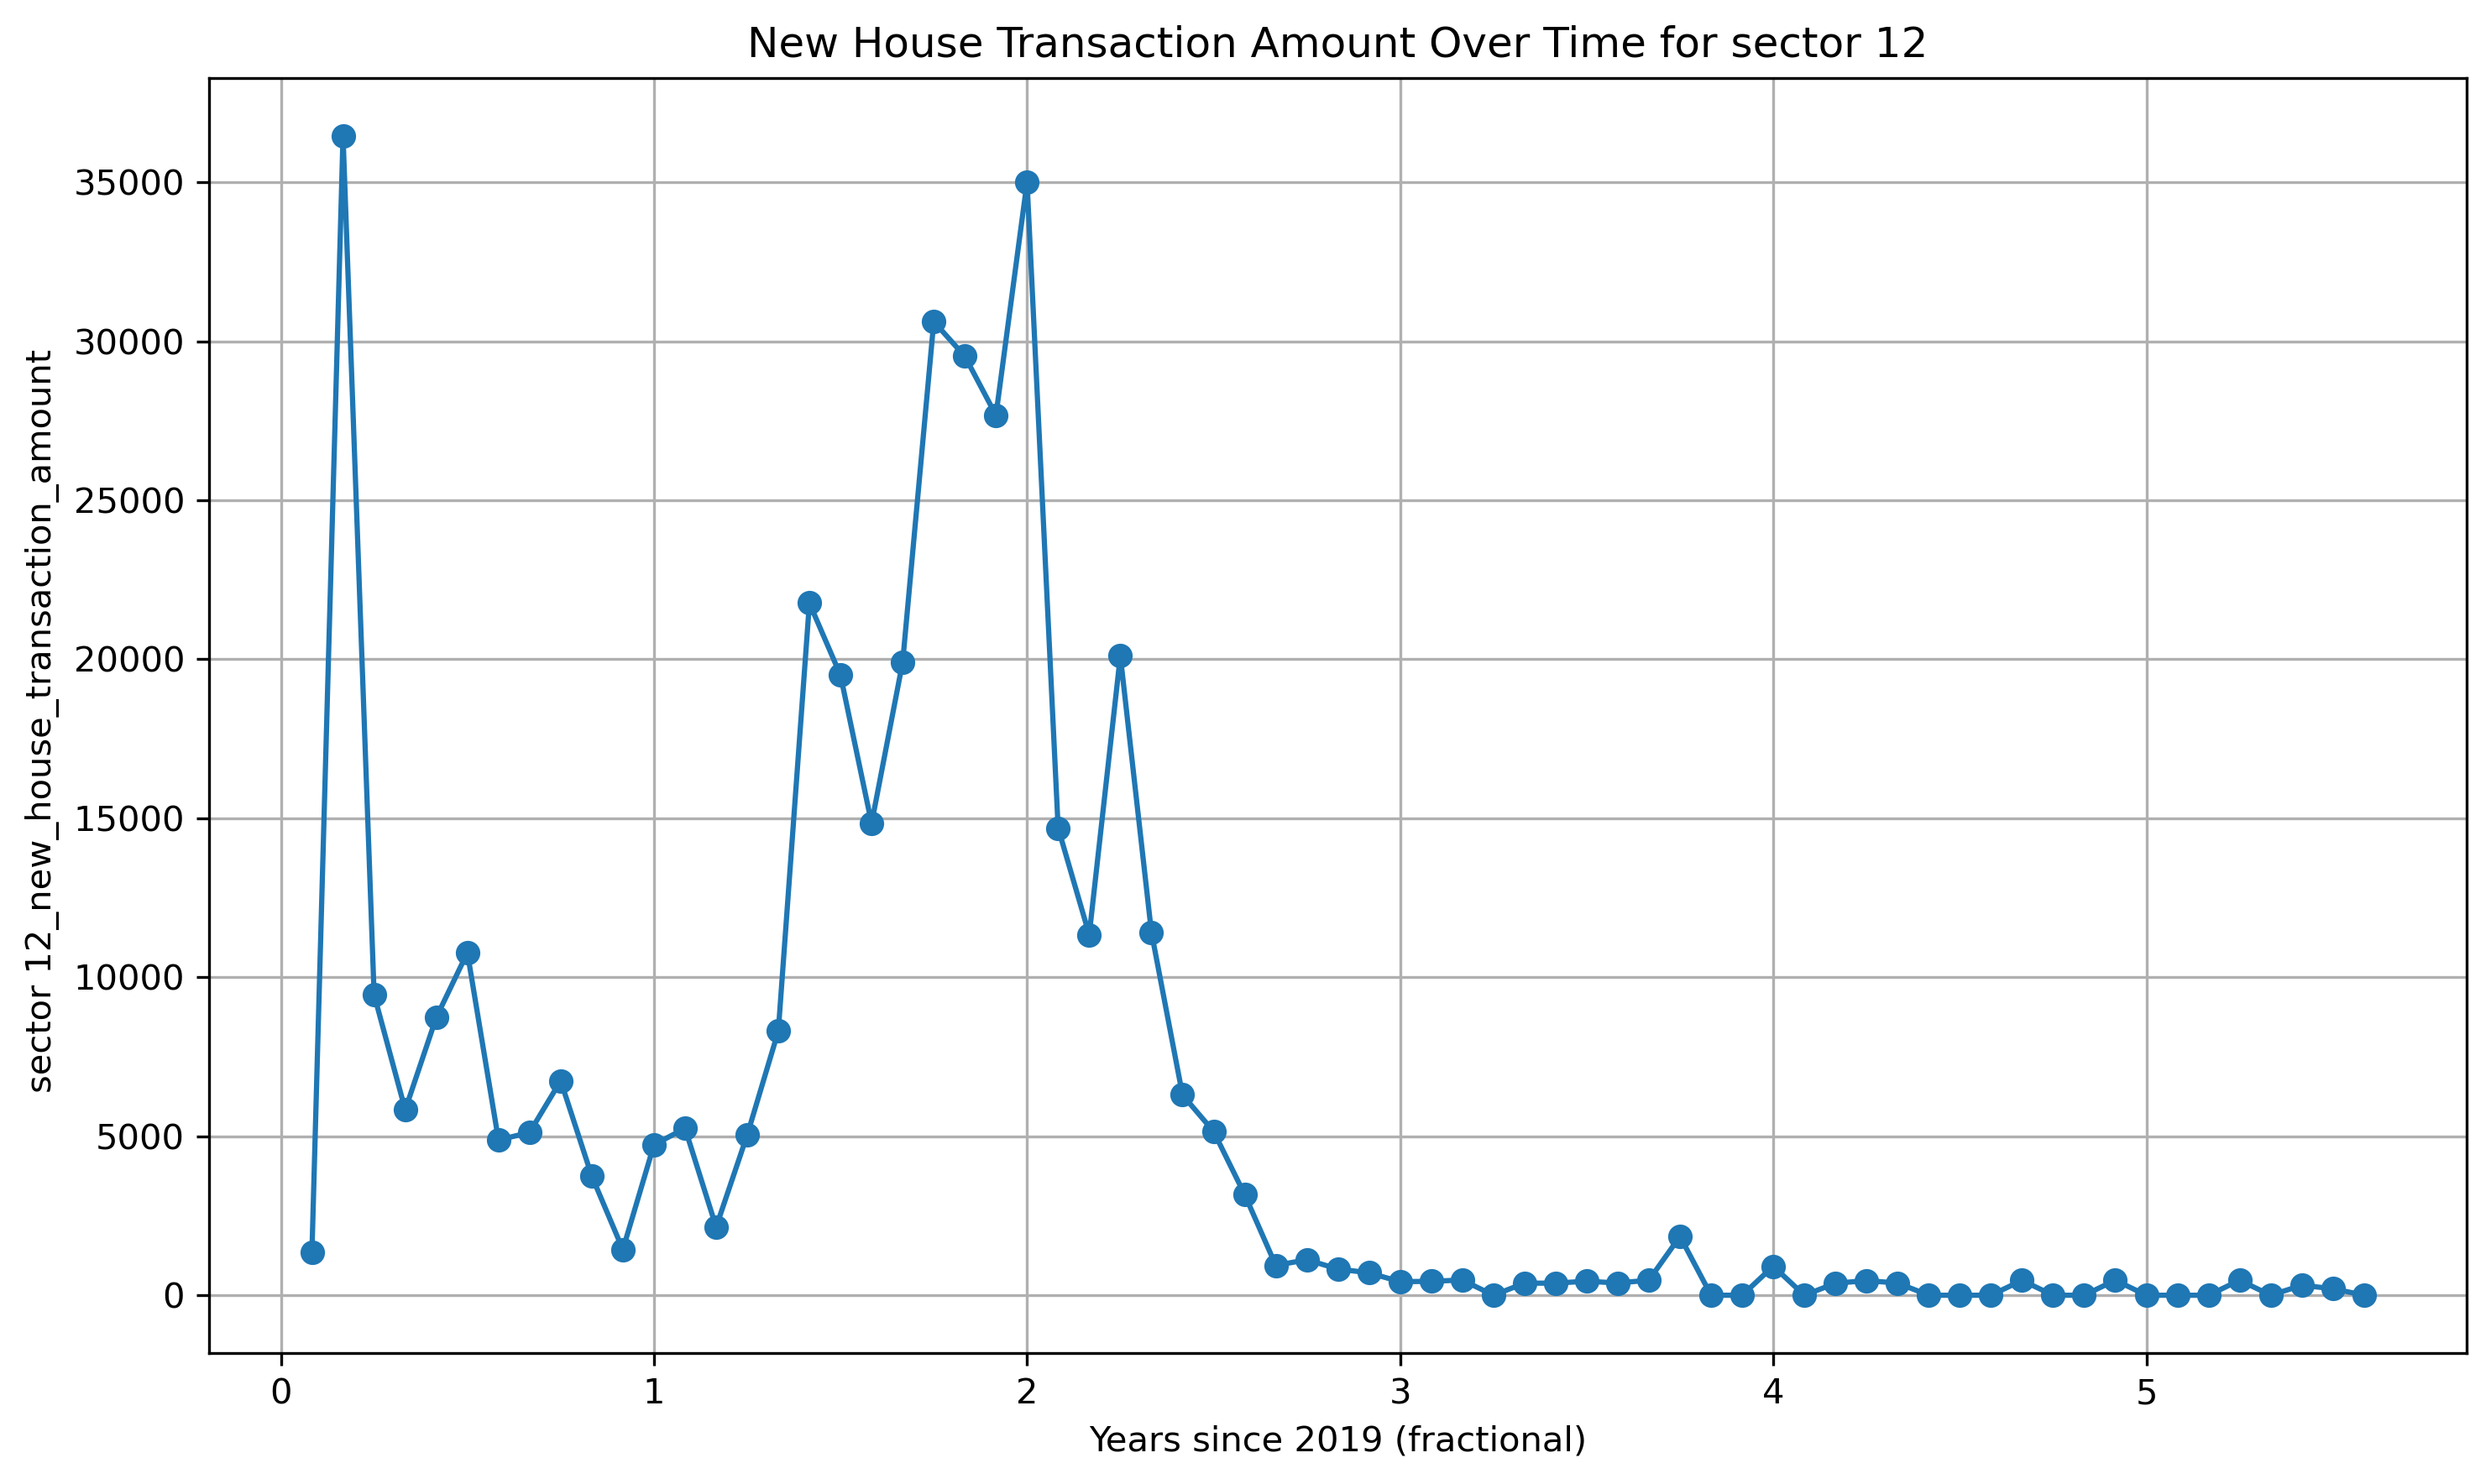 New House Transaction Amount Over Time for sector 12
sector 12_new_house_transaction_amount
35000
30000
25000
20000
15000
10000
5000
0
0 1 2 3 4 5
Years since 2019 (fractional)